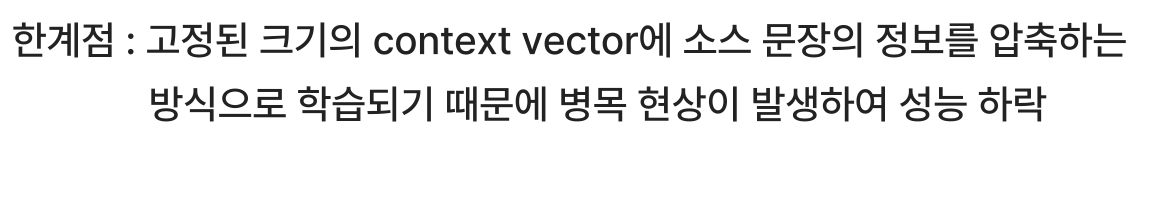 한계점 : 고정된 크기의 context vector에 소스 문장의 정보를 압축하는
방식으로 학습되기 때문에 병목 현상이 발생하여 성능 하락